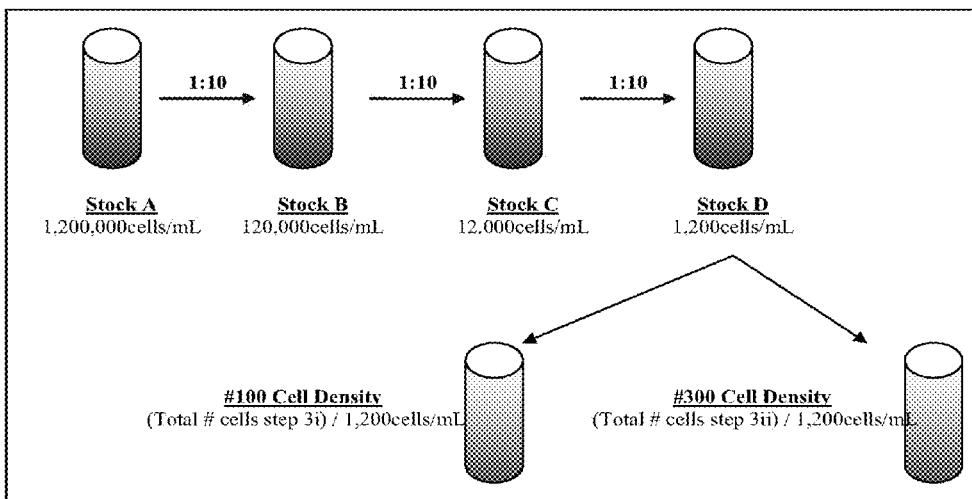 1:10 1:10 1:10
Stock A Stock B Stock C Stock D
1,200,000cells/mL 120,000cells/mL 12,000cells/mL 1,200cells/mL
#100 Cell Density #300 Cell Density
(Total # cells step 3i) / 1,200cells/mL (Total # cells step 3ii) / 1,200cells/mL